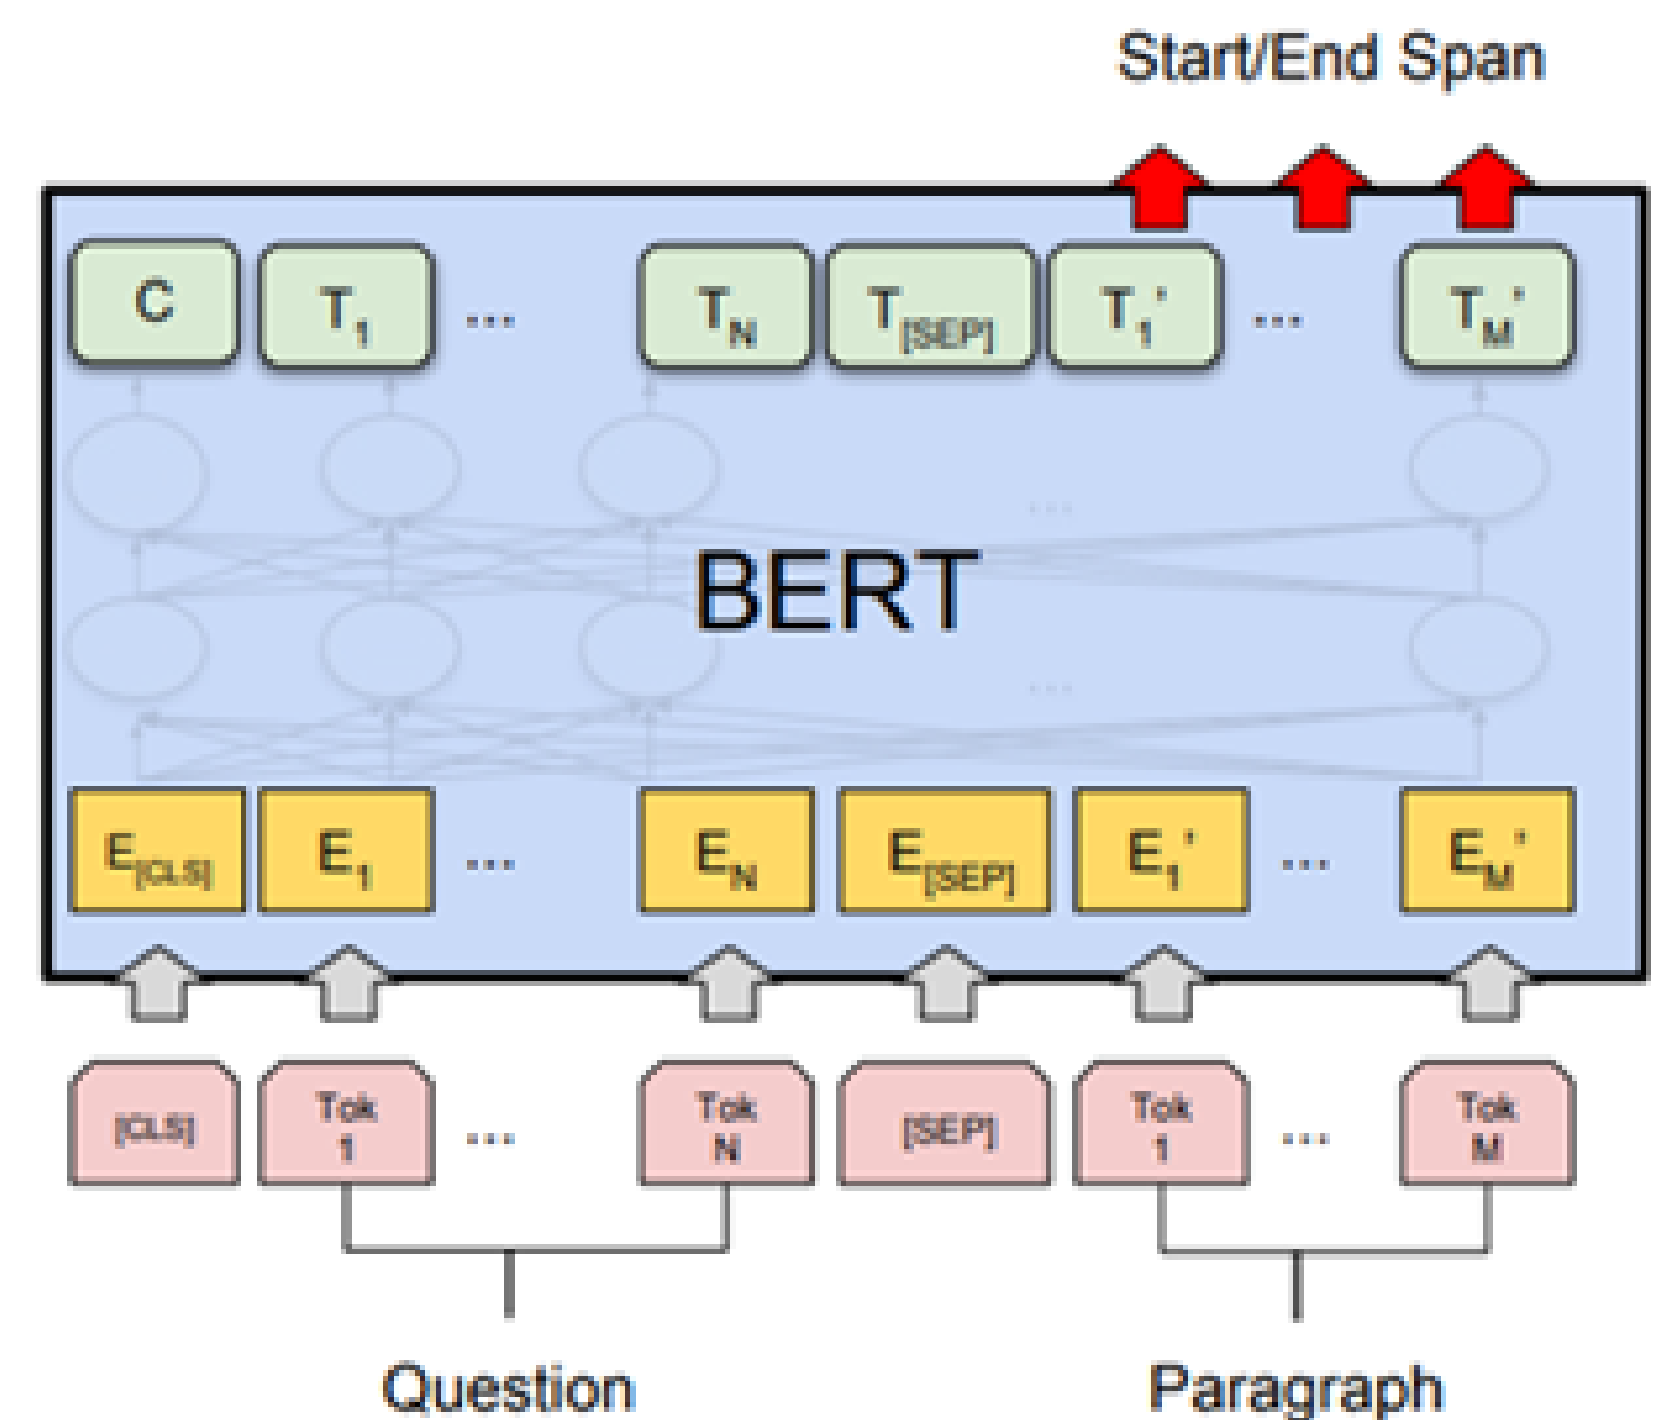 Start/End Span
C T1 ... TN T[SEP] T1' ... TM'
...
BERT
...
E[CLS] E1 ... EN E[SEP] E1' ... EM'
[CLS] Tok 1 ... Tok N [SEP] Tok 1 ... Tok M
Question Paragraph